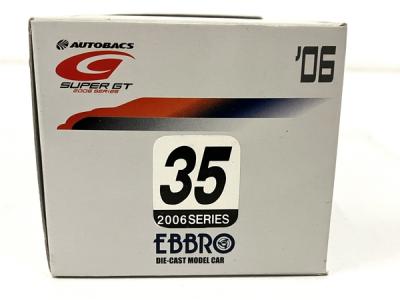 AUTOBACS
G
SUPER GT
2006 SERIES
'06
35
2006 SERIES
EBBRO
DIE-CAST MODEL CAR